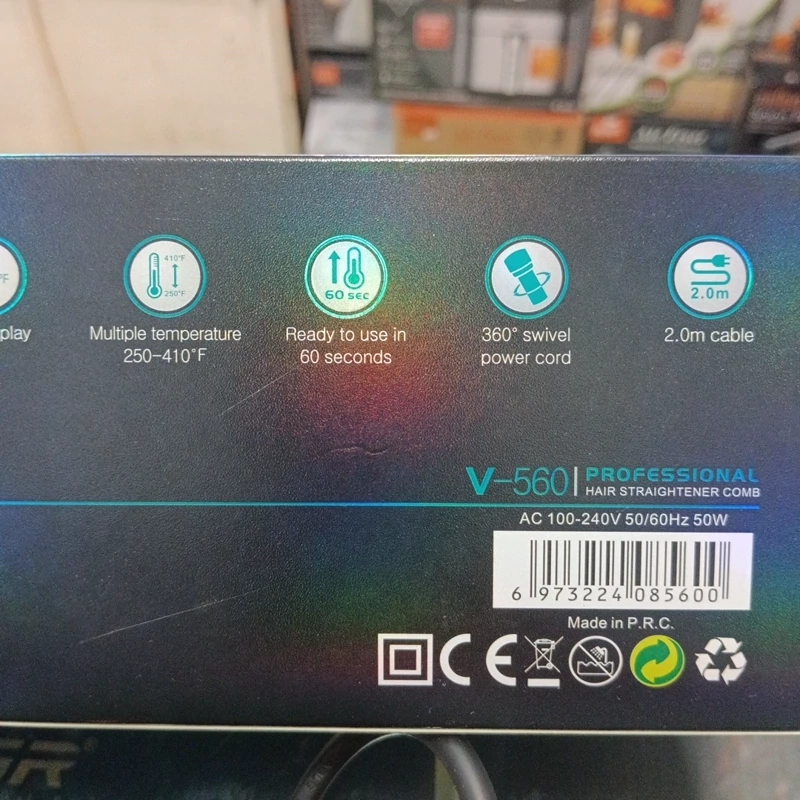 410°F
250°F
60 sec
2.0m
play
Multiple temperature
250-410°F
Ready to use in
60 seconds
360° swivel
power cord
2.0m cable
V-560 | PROFESSIONAL
HAIR STRAIGHTENER COMB
AC 100-240V 50/60Hz 50W
6 973224 085600
Made in P.R.C.
CE